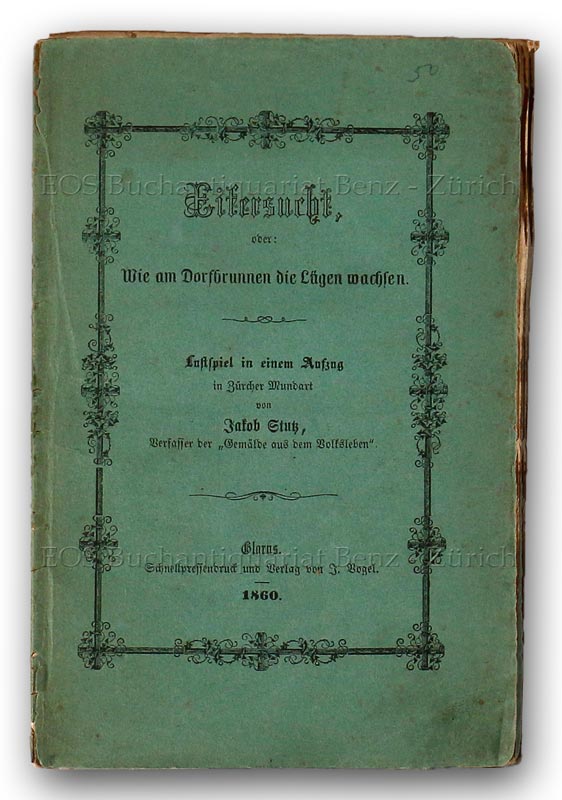 50
EOS Buchantiquariat Benz - Zürich
Eifersucht,
oder:
Wie am Dorfbrunnen die Lügen wachsen.
Lustspiel in einem Aufzug
in Zürcher Mundart
von
Jakob Stutz,
Verfasser der „Gemälde aus dem Volksleben“.
EOS Buchantiquariat Benz - Zürich
Glarus.
Schnellpressendruck und Verlag von J. Vogel.
1860.